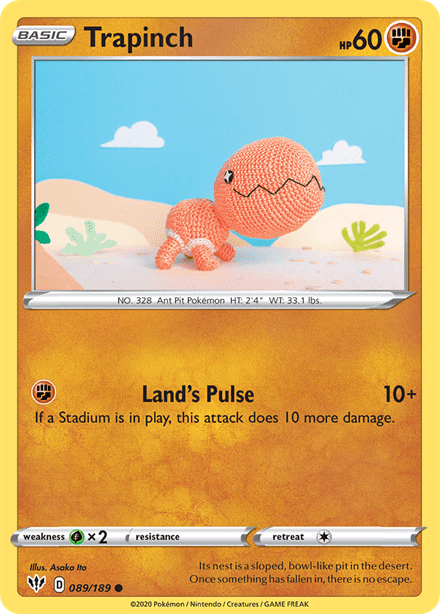 BASIC Trapinch HP60
NO. 328 Ant Pit Pokémon HT: 2'4" WT: 33.1 lbs.
Land's Pulse 10+
If a Stadium is in play, this attack does 10 more damage.
weakness ×2 resistance retreat
Illus. Asako Ito
Its nest is a sloped, bowl-like pit in the desert.
D 089/189
Once something has fallen in, there is no escape.
©2020 Pokémon / Nintendo / Creatures / GAME FREAK